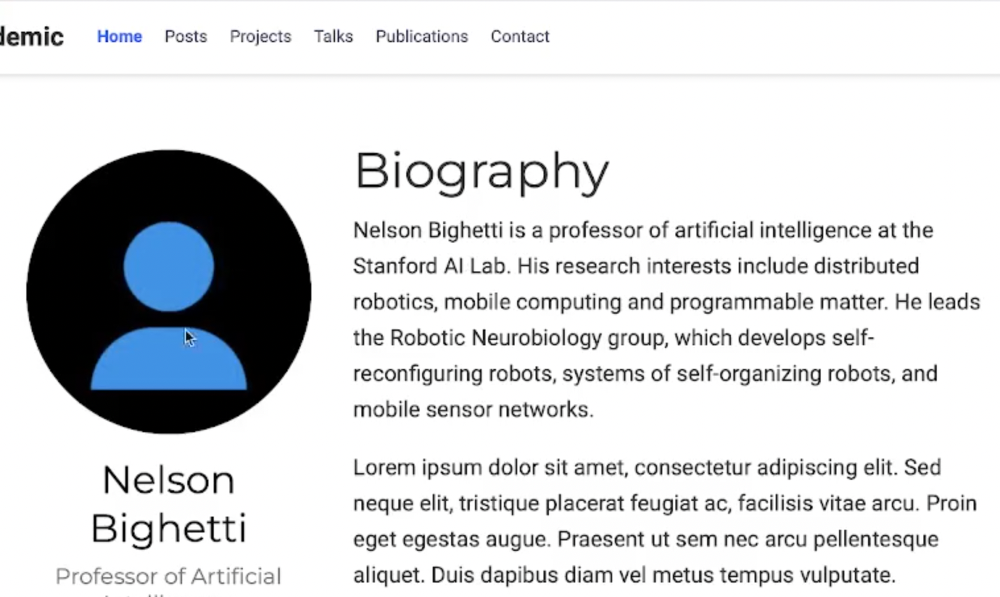 demic Home Posts Projects Talks Publications Contact
Biography
Nelson Bighetti is a professor of artificial intelligence at the
Stanford AI Lab. His research interests include distributed
robotics, mobile computing and programmable matter. He leads
the Robotic Neurobiology group, which develops self-
reconfiguring robots, systems of self-organizing robots, and
mobile sensor networks.
Lorem ipsum dolor sit amet, consectetur adipiscing elit. Sed
neque elit, tristique placerat feugiat ac, facilisis vitae arcu. Proin
eget egestas augue. Praesent ut sem nec arcu pellentesque
aliquet. Duis dapibus diam vel metus tempus vulputate.
Nelson
Bighetti
Professor of Artificial